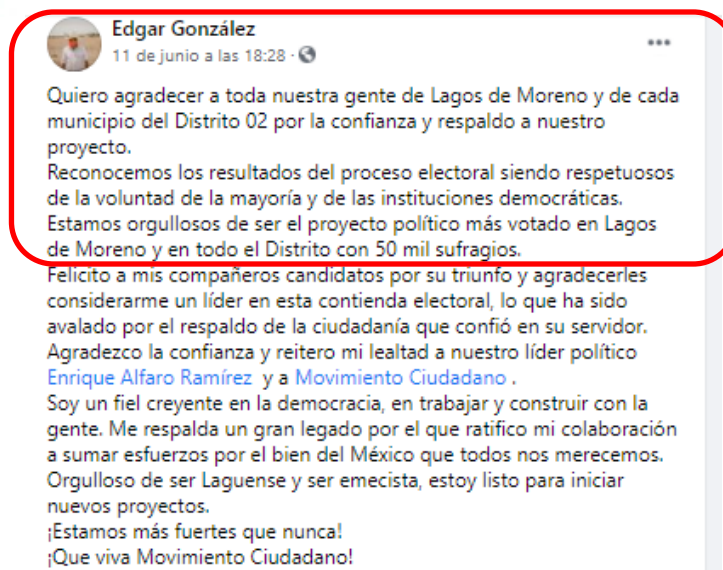 Edgar González
11 de junio a las 18:28 ·
Quiero agradecer a toda nuestra gente de Lagos de Moreno y de cada
municipio del Distrito 02 por la confianza y respaldo a nuestro
proyecto.
Reconocemos los resultados del proceso electoral siendo respetuosos
de la voluntad de la mayoría y de las instituciones democráticas.
Estamos orgullosos de ser el proyecto político más votado en Lagos
de Moreno y en todo el Distrito con 50 mil sufragios.
Felicito a mis compañeros candidatos por su triunfo y agradecerles
considerarme un líder en esta contienda electoral, lo que ha sido
avalado por el respaldo de la ciudadanía que confió en su servidor.
Agradezco la confianza y reitero mi lealtad a nuestro líder político
Enrique Alfaro Ramírez y a Movimiento Ciudadano .
Soy un fiel creyente en la democracia, en trabajar y construir con la
gente. Me respalda un gran legado por el que ratifico mi colaboración
a sumar esfuerzos por el bien del México que todos nos merecemos.
Orgulloso de ser Laguense y ser emecista, estoy listo para iniciar
nuevos proyectos.
¡Estamos más fuertes que nunca!
¡Que viva Movimiento Ciudadano!